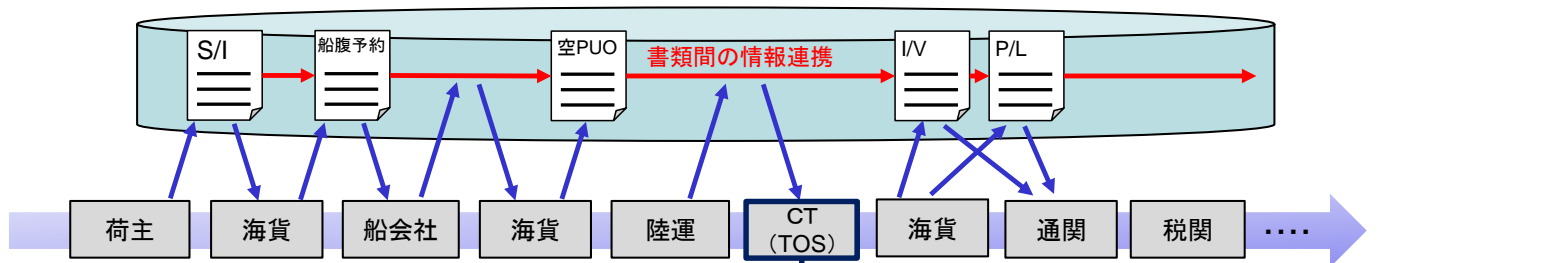 S/I
船腹予約
空PUO
書類間の情報連携
I/V
P/L
荷主
海貨
船会社
海貨
陸運
CT
（TOS）
海貨
通関
税関
‥‥